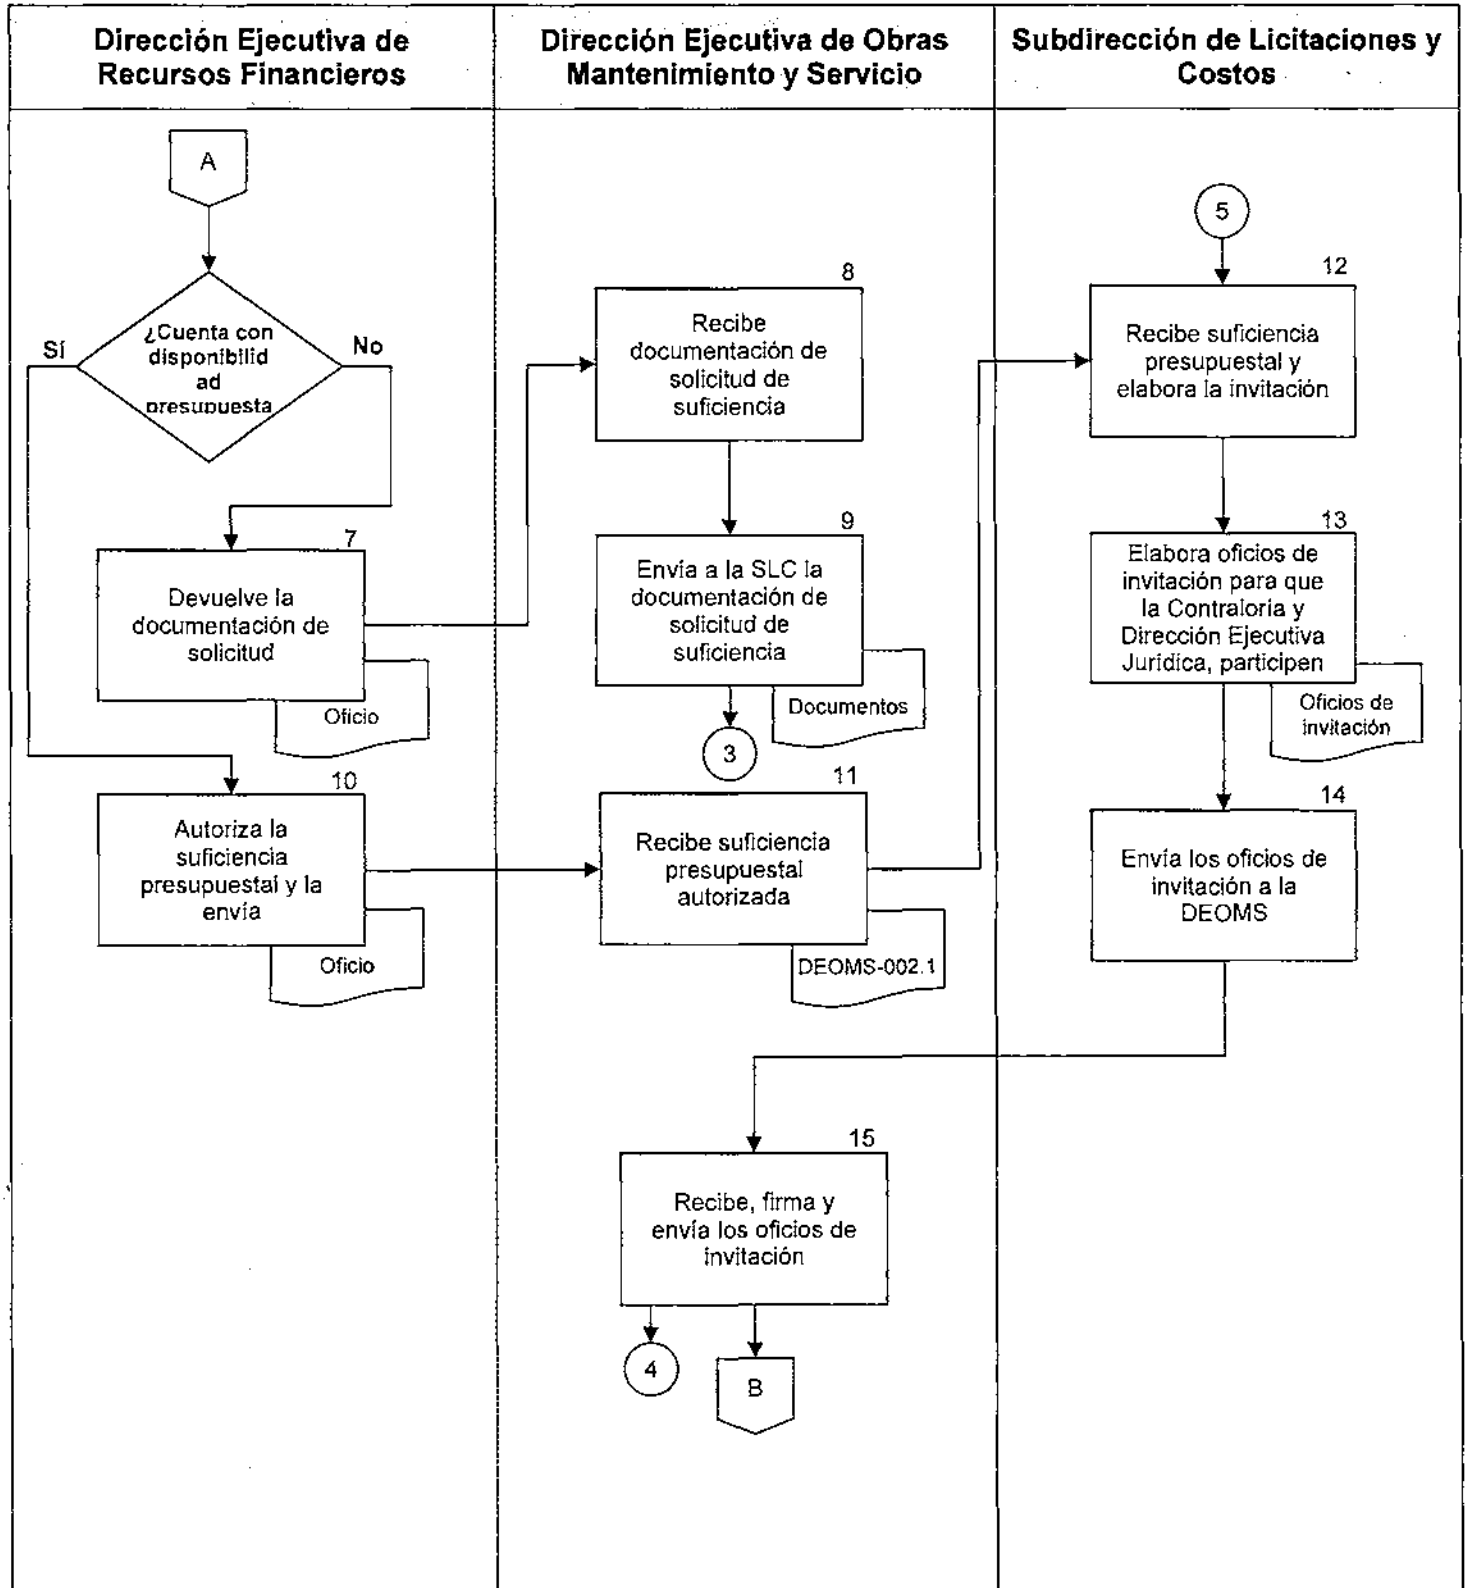 Dirección Ejecutiva de
Recursos Financieros
Dirección Ejecutiva de Obras
Mantenimiento y Servicio
Subdirección de Licitaciones y
Costos
A
¿Cuenta con
disponibilid
ad
presupuesta
Sí
No
7
Devuelve la
documentación de
solicitud
Oficio
10
Autoriza la
suficiencia
presupuestal y la
envía
Oficio
8
Recibe
documentación de
solicitud de
suficiencia
9
Envía a la SLC la
documentación de
solicitud de
suficiencia
Documentos
3
11
Recibe suficiencia
presupuestal
autorizada
DEOMS-002.1
5
12
Recibe suficiencia
presupuestal y
elabora la invitación
13
Elabora oficios de
invitación para que
la Contraloría y
Dirección Ejecutiva
Jurídica, participen
Oficios de
invitación
14
Envía los oficios de
invitación a la
DEOMS
15
Recibe, firma y
envía los oficios de
invitación
4
B